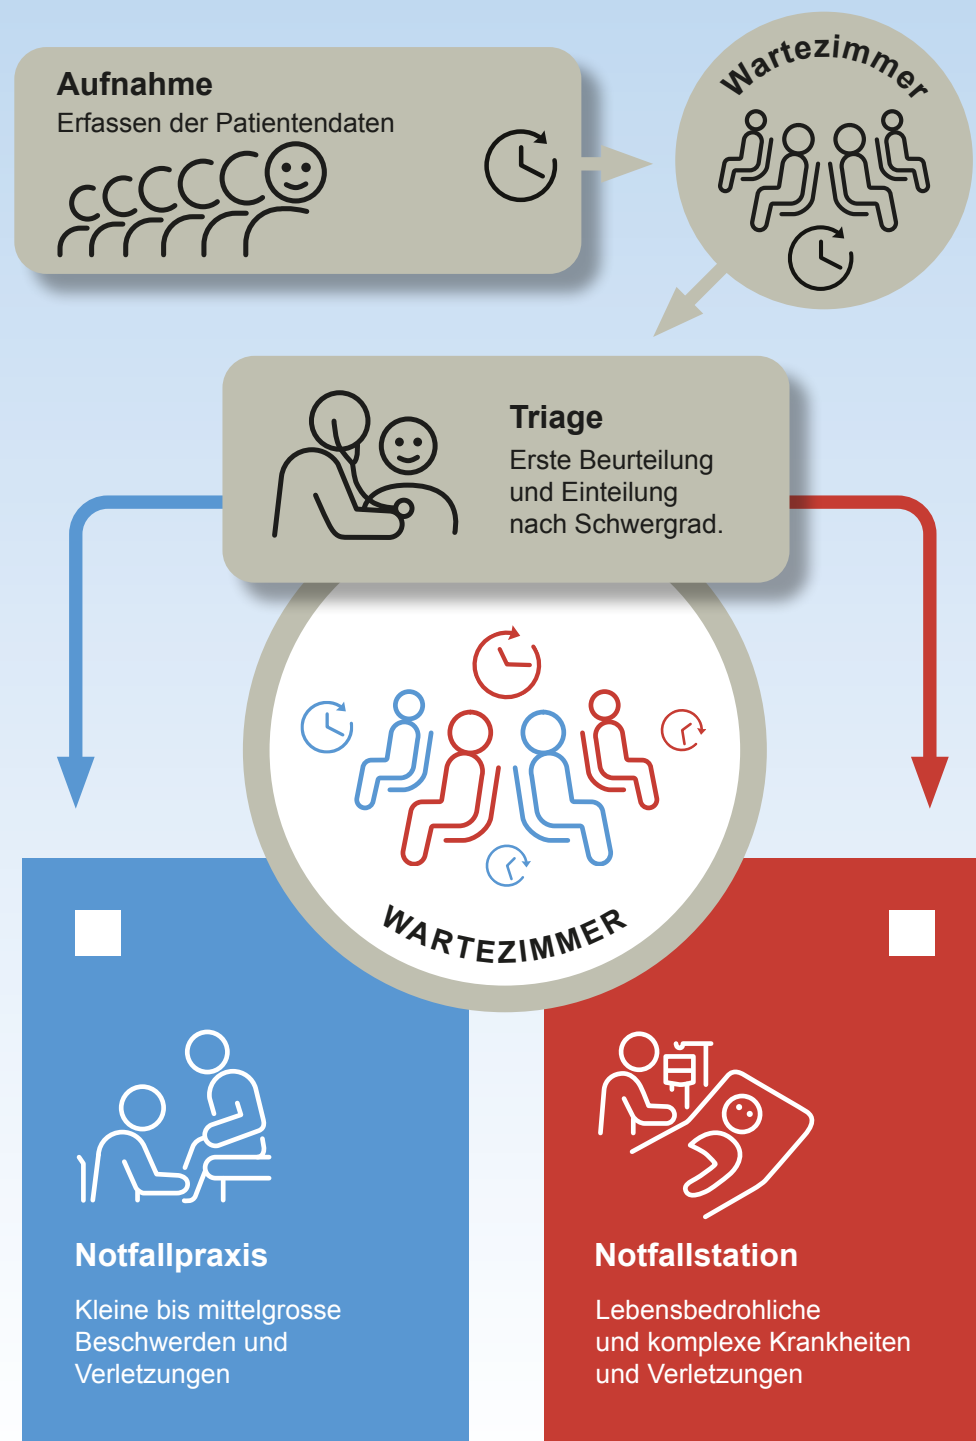 Aufnahme
Erfassen der Patientendaten
Wartezimmer
Triage
Erste Beurteilung
und Einteilung
nach Schwergrad.
WARTEZIMMER
Notfallpraxis
Kleine bis mittelgrosse
Beschwerden und
Verletzungen
Notfallstation
Lebensbedrohliche
und komplexe Krankheiten
und Verletzungen